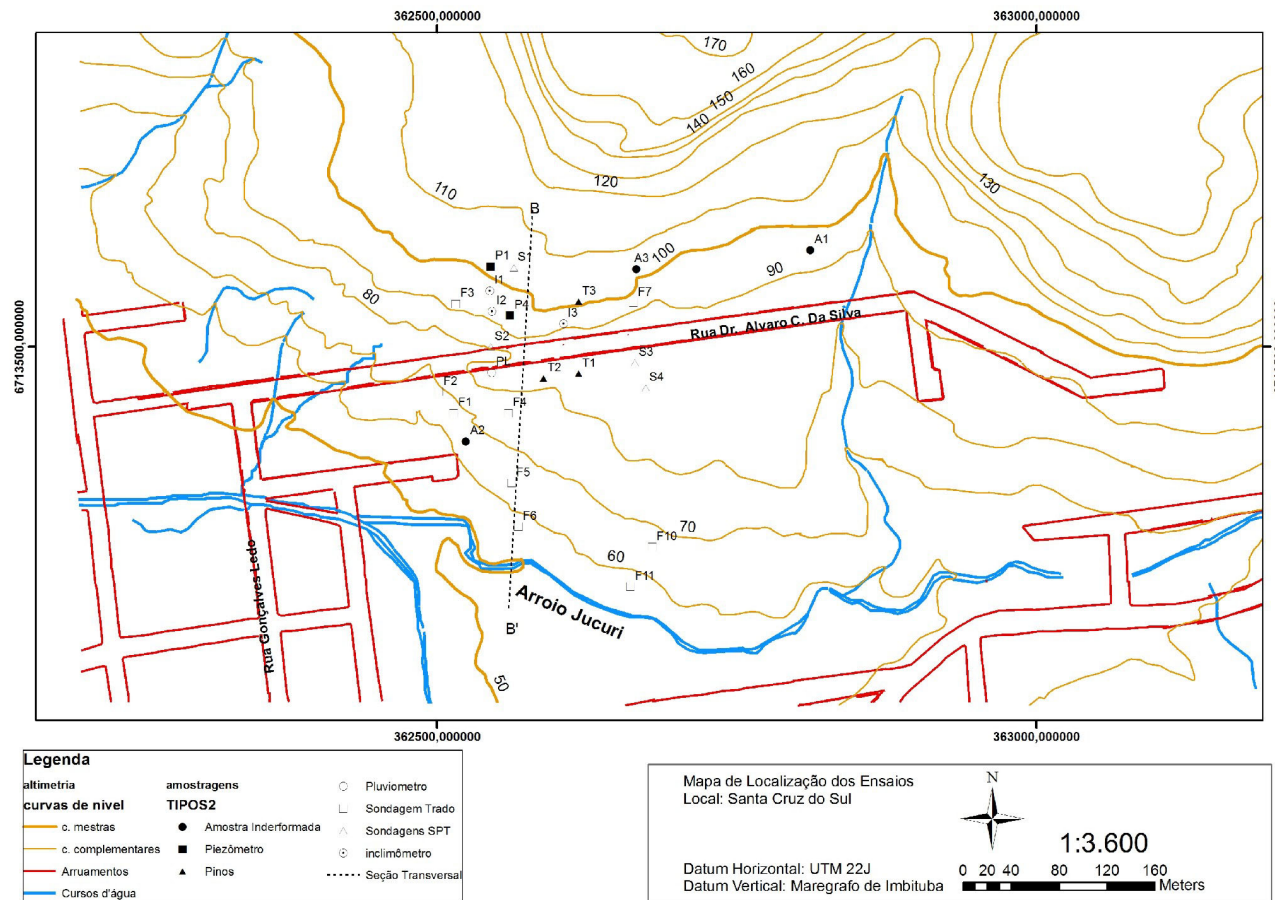 362500,000000
363000,000000
170
160
150
140
130
120
110
B
A1
P1
S1
A3
100
I1
90
T3
F3
80
I2
P4
F7
I3
6713500,000000
Rua Dr. Alvaro C. Da Silva
S2
PL
S3
T2
T1
S4
F2
F1
F4
A2
F5
F6
70
F10
60
F11
Rua Gonçalves Ledo
Arroio Jucuri
B'
50
362500,000000
363000,000000
Legenda
altimetria
curvas de nivel
c. mestras
c. complementares
Arruamentos
Cursos d'água
amostragens
TIPOS2
Amostra Inderformada
Piezômetro
Pinos
Pluviometro
Sondagem Trado
Sondagens SPT
inclimômetro
Seção Transversal
Mapa de Localização dos Ensaios
Local: Santa Cruz do Sul
N
1:3.600
Datum Horizontal: UTM 22J
Datum Vertical: Maregrafo de Imbituba
0 20 40 80 120 160
Meters